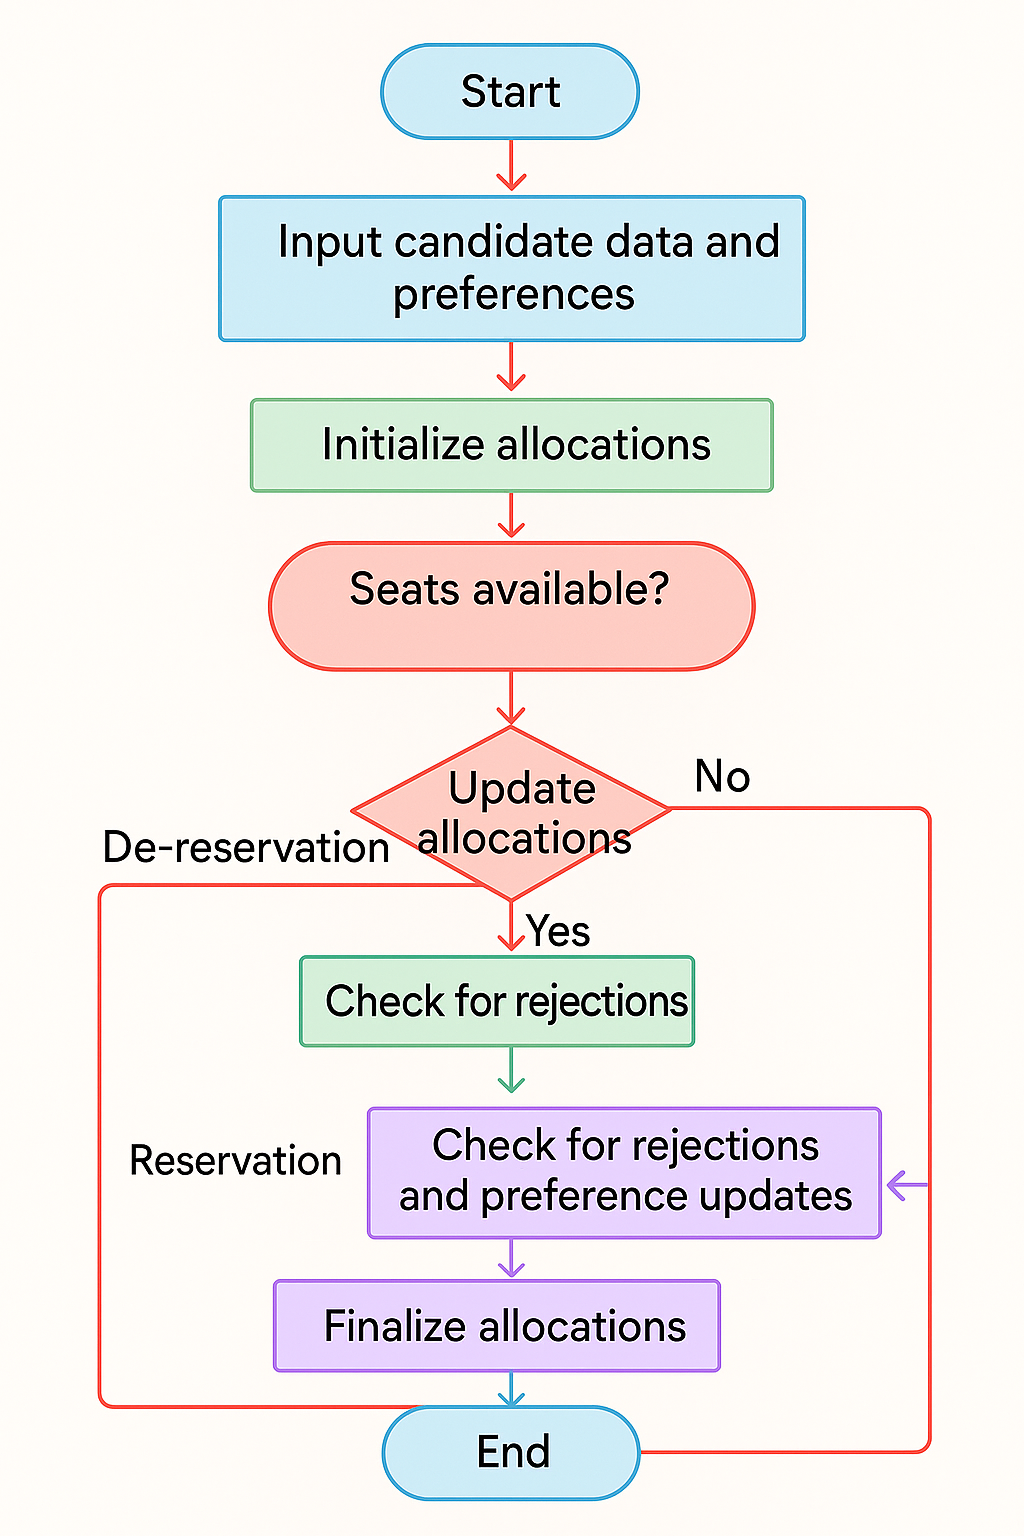 Start
Input candidate data and
preferences
Initialize allocations
Seats available?
Update
allocations
No
De-reservation
Yes
Check for rejections
Reservation
Check for rejections
and preference updates
Finalize allocations
End